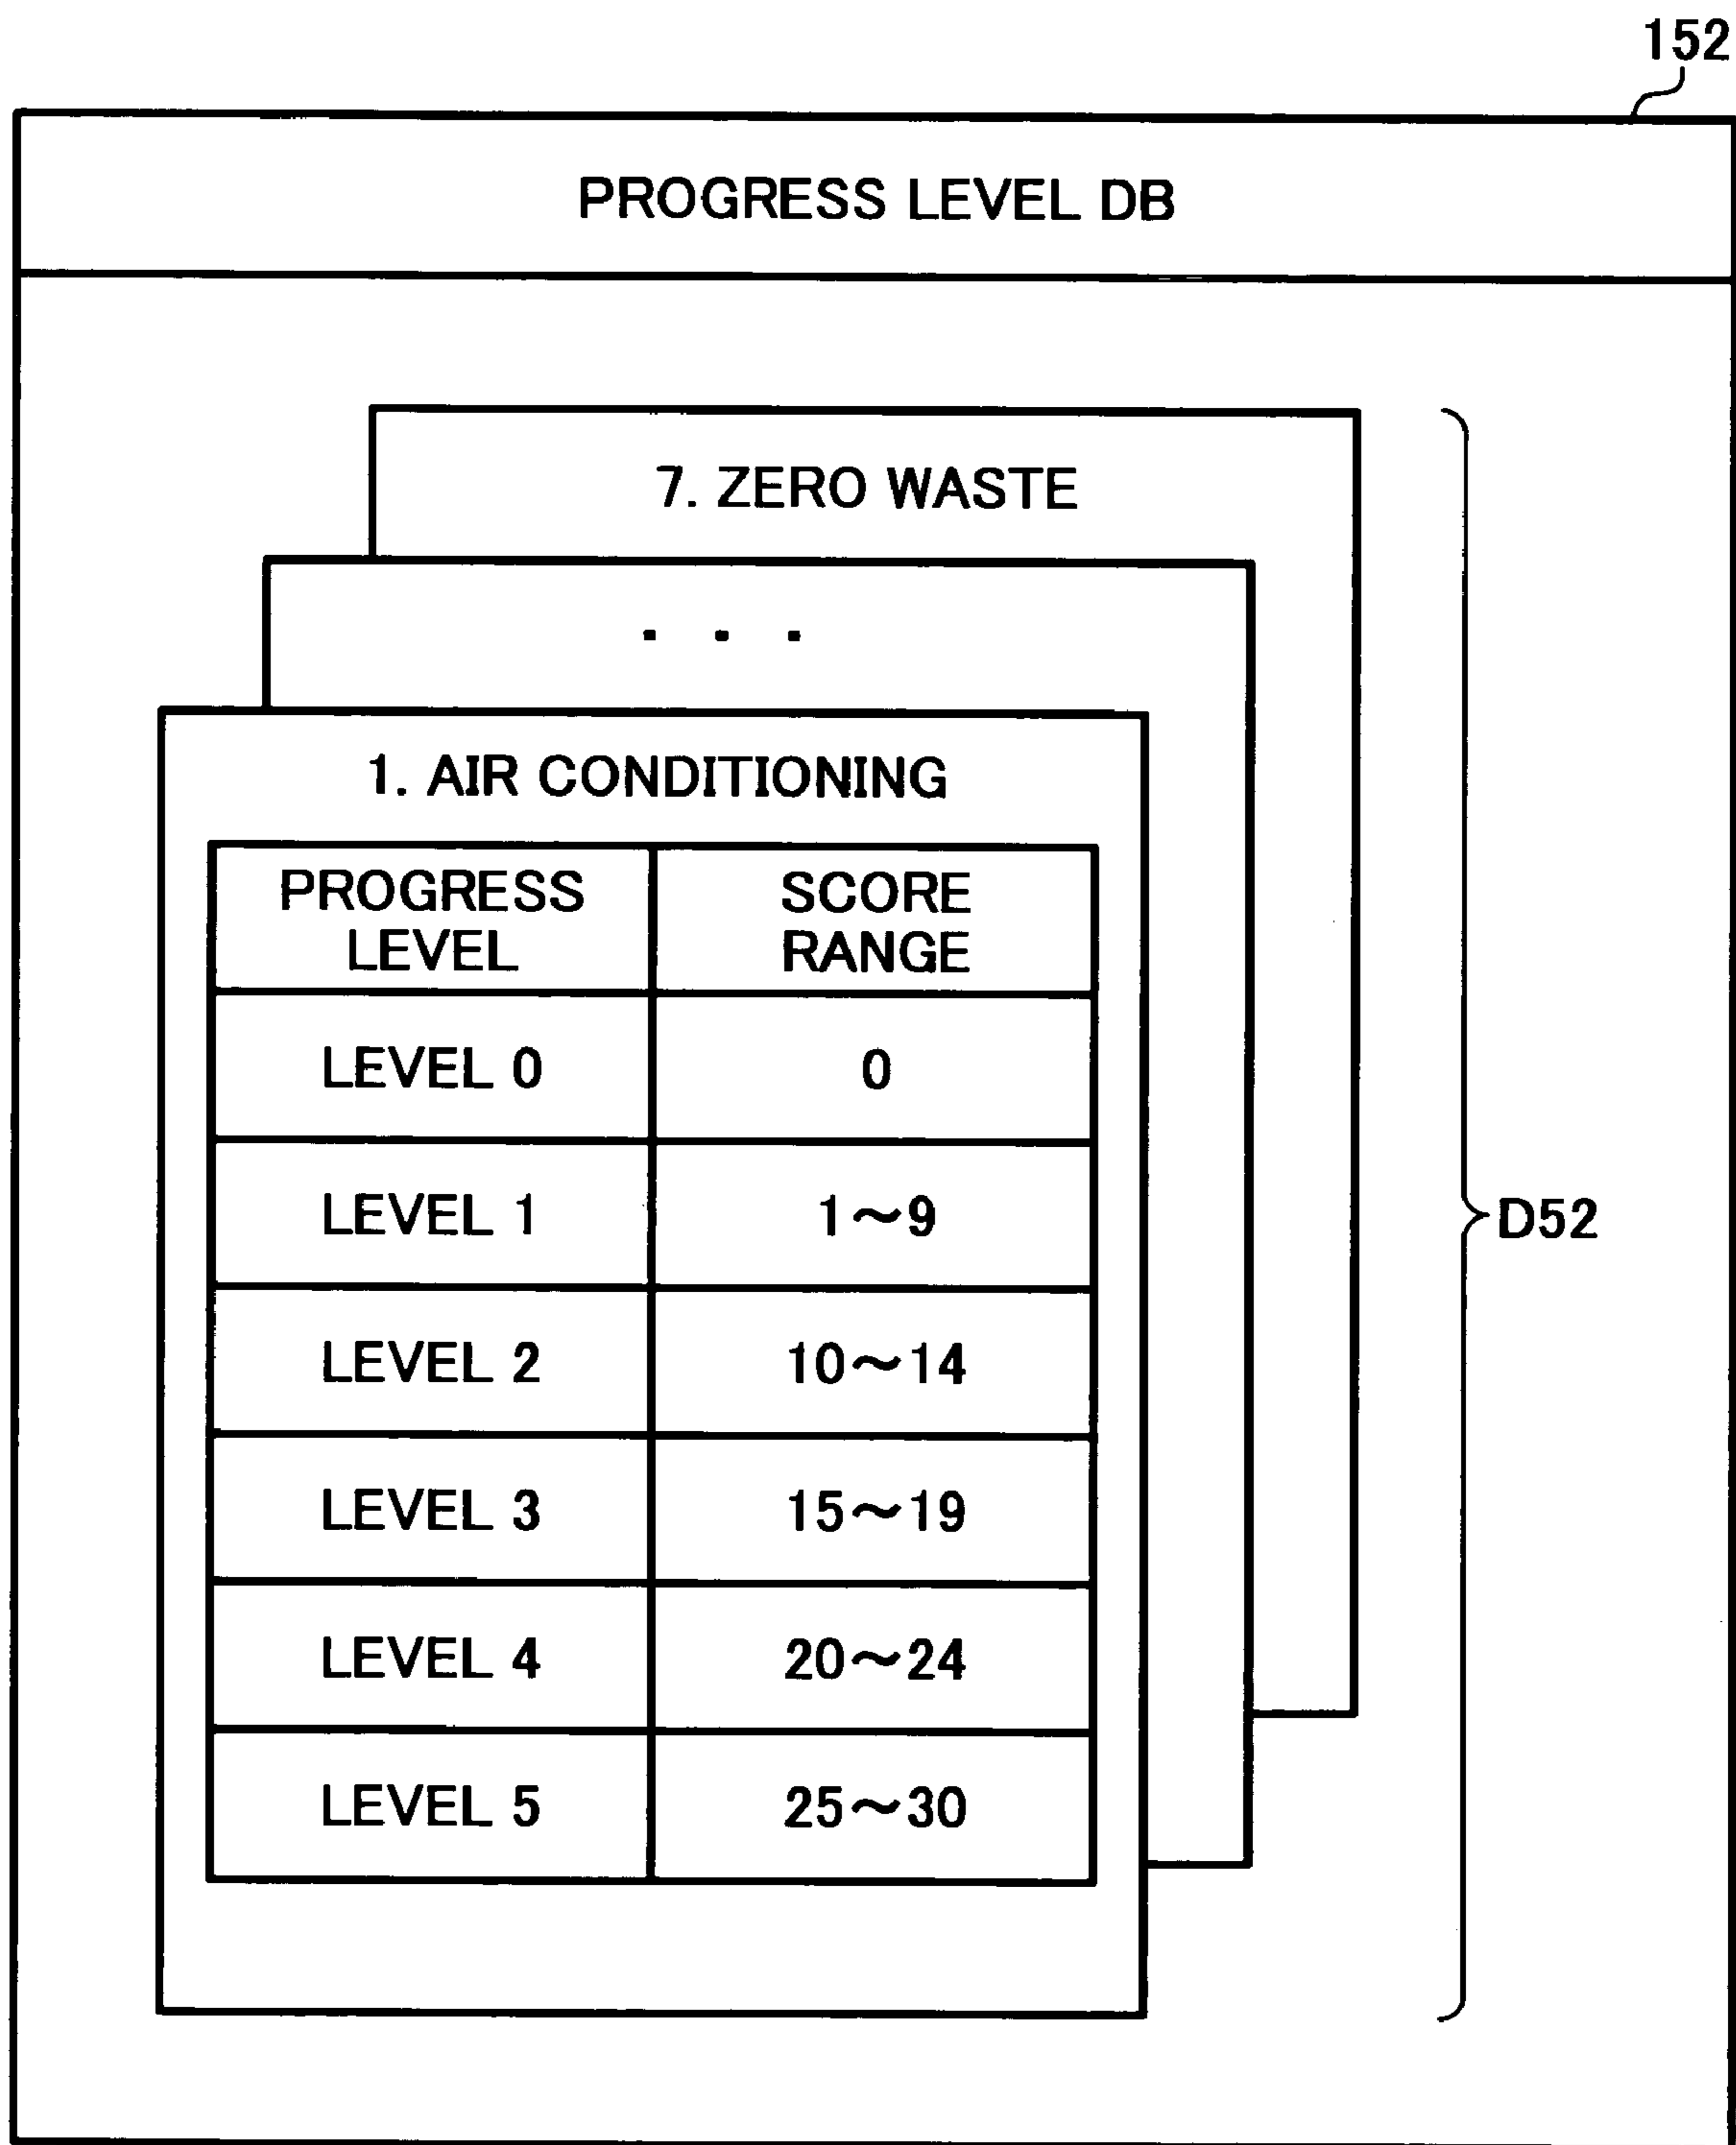 152
PROGRESS LEVEL DB
7. ZERO WASTE
. . .
1. AIR CONDITIONING
PROGRESS LEVEL SCORE RANGE
LEVEL 0 0
LEVEL 1 1～9
LEVEL 2 10～14
LEVEL 3 15～19
LEVEL 4 20～24
LEVEL 5 25～30
D52